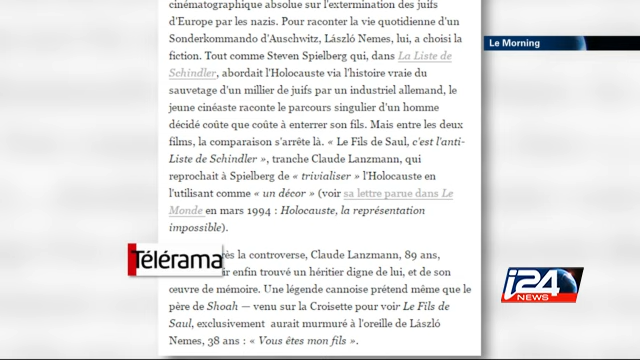 cinématographique absolue sur l'extermination des juifs
d'Europe par les nazis. Pour raconter la vie quotidienne d'un
Sonderkommando d'Auschwitz, László Nemes, lui, a choisi la
fiction. Tout comme Steven Spielberg qui, dans La Liste de
Schindler, abordait l'Holocauste via l'histoire vraie du
sauvetage d'un millier de juifs par un industriel allemand, le
jeune cinéaste raconte le parcours singulier d'un homme
décidé coûte que coûte à enterrer son fils. Mais entre les deux
films, la comparaison s'arrête là. « Le Fils de Saul, c'est l'anti-
Liste de Schindler », tranche Claude Lanzmann, qui
reprochait à Spielberg de « trivialiser » l'Holocauste en
l'utilisant comme « un décor » (voir sa lettre parue dans Le
Monde en mars 1994 : Holocauste, la représentation
impossible).
la controverse, Claude Lanzmann, 89 ans,
enfin trouvé un héritier digne de lui, et de son
œuvre de mémoire. Une légende cannoise prétend même que le
père de Shoah — venu sur la Croisette pour voir Le Fils de
Saul, exclusivement aurait murmuré à l'oreille de László
Nemes, 38 ans : « Vous êtes mon fils ».
Le Morning
Télérama
i24
NEWS